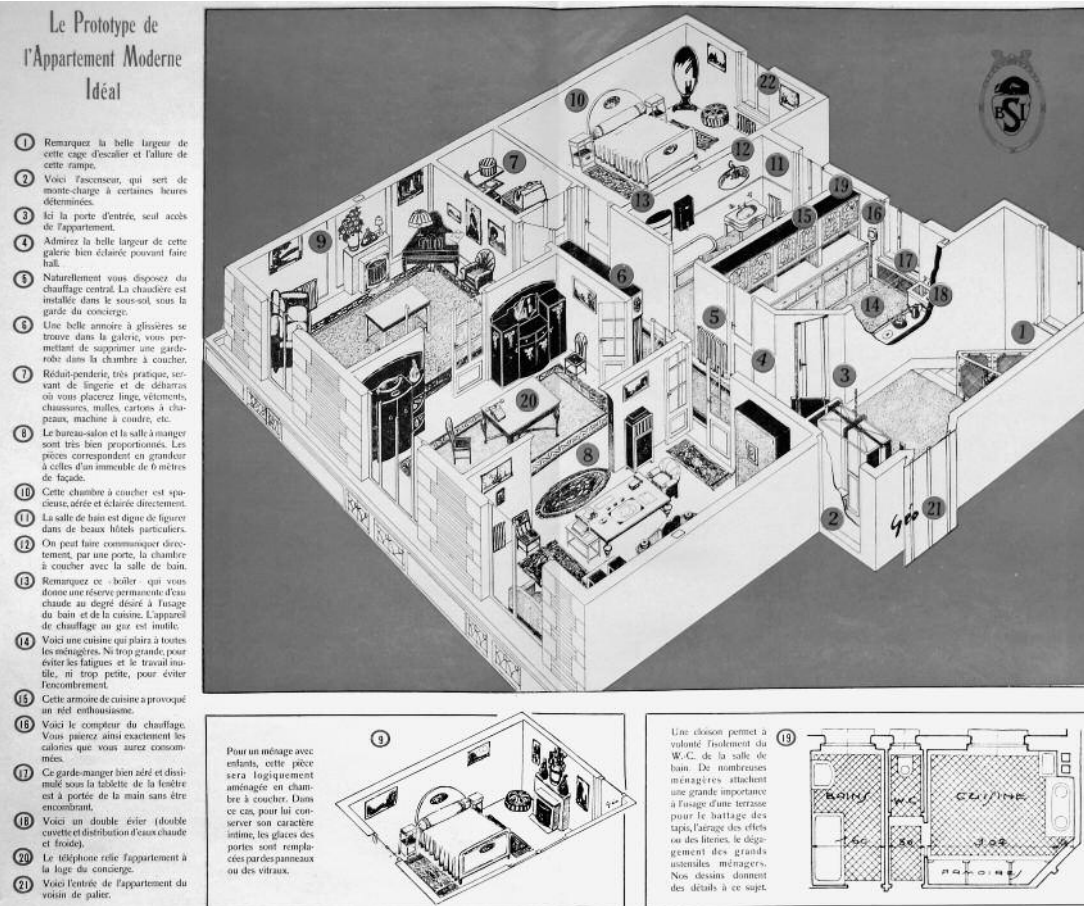 Le Prototype de
l'Appartement Moderne
Idéal
1 Remarquez la belle largeur de
cette cage d'escalier et l'allure de
cette rampe.
2 Voici l'ascenseur, qui sert de
monte-charge à certaines heures
déterminées.
3 Ici la porte d'entrée, seul accès
de l'appartement.
4 Admirez la belle largeur de cette
galerie bien éclairée pouvant faire
hall.
5 Naturellement vous disposez du
chauffage central. La chaudière est
installée dans le sous-sol, sous la
garde du concierge.
6 Une belle armoire à glissières se
trouve dans la galerie, vous per-
mettant de supprimer une garde-
robe dans la chambre à coucher.
7 Réduit-penderie, très pratique, ser-
vant de lingerie et de débarras
où vous placerez linge, vêtements,
chaussures, malles, cartons à cha-
peaux, machine à coudre, etc.
8 Le bureau-salon et la salle à manger
sont très bien proportionnés. Les
pièces correspondent en grandeur
à celles d'un immeuble de 6 mètres
de façade.
10 Cette chambre à coucher est spa-
cieuse, aérée et éclairée directement.
11 La salle de bain est digne de figurer
dans de beaux hôtels particuliers.
12 On peut faire communiquer direc-
tement, par une porte, la chambre
à coucher avec la salle de bain.
13 Remarquez ce « boiler » qui vous
donne une réserve permanente d'eau
chaude au degré désiré à l'usage
du bain et de la cuisine. L'appareil
de chauffage au gaz est inutile.
14 Voici une cuisine qui plaira à toutes
les ménagères. Ni trop grande, pour
éviter les fatigues et le travail inu-
tile, ni trop petite, pour éviter
l'encombrement.
15 Cette armoire de cuisine a provoqué
un réel enthousiasme.
16 Voici le compteur du chauffage.
Vous paierez ainsi exactement les
calories que vous aurez consom-
mées.
17 Ce garde-manger bien aéré et dissi-
mulé sous la tablette de la fenêtre
est à portée de la main sans être
encombrant.
18 Voici un double évier (double
cuvette et distribution d'eaux chaude
et froide).
20 Le téléphone relie l'appartement à
la loge du concierge.
21 Voici l'entrée de l'appartement du
voisin de palier.
BSI
10
22
7
12
11
13
19
15
16
9
17
6
14
18
5
1
4
3
20
8
2
Géo
21
9
Pour un ménage avec
enfants, cette pièce
sera logiquement
aménagée en cham-
bre à coucher. Dans
ce cas, pour lui con-
server son caractère
intime, les glaces des
portes sont rempla-
cées par des panneaux
ou des vitraux.
Géo
Une cloison permet à
volonté l'isolement du
W.-C. de la salle de
bain. De nombreuses
ménagères attachent
une grande importance
à l'usage d'une terrasse
pour le battage des
tapis, l'aérage des effets
ou des literies, le déga-
gement des grands
ustensiles ménagers.
Nos dessins donnent
des détails à ce sujet.
19
BAINS
W.C.
CUISINE
ARMOIRES